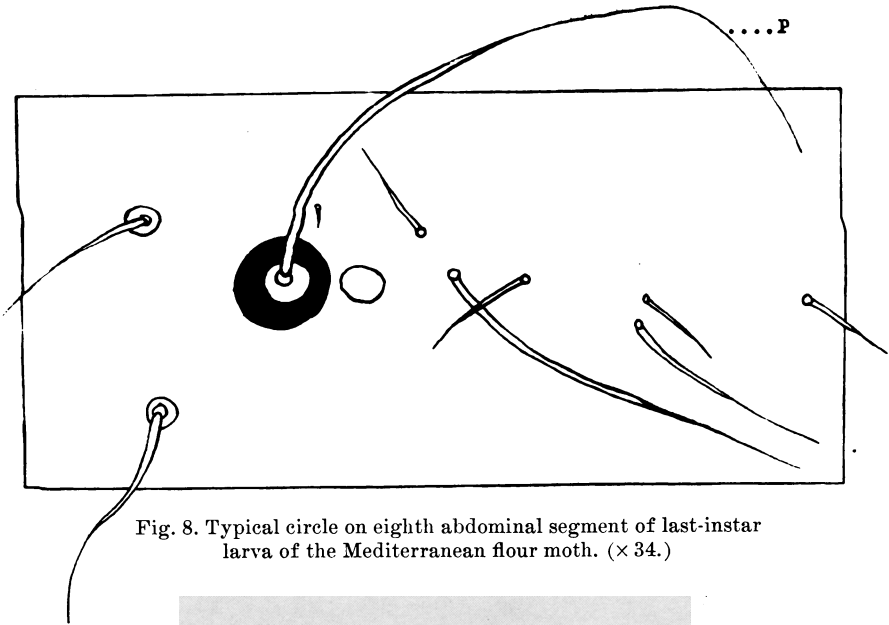 ....P
Fig. 8. Typical circle on eighth abdominal segment of last-instar
larva of the Mediterranean flour moth. (× 34.)